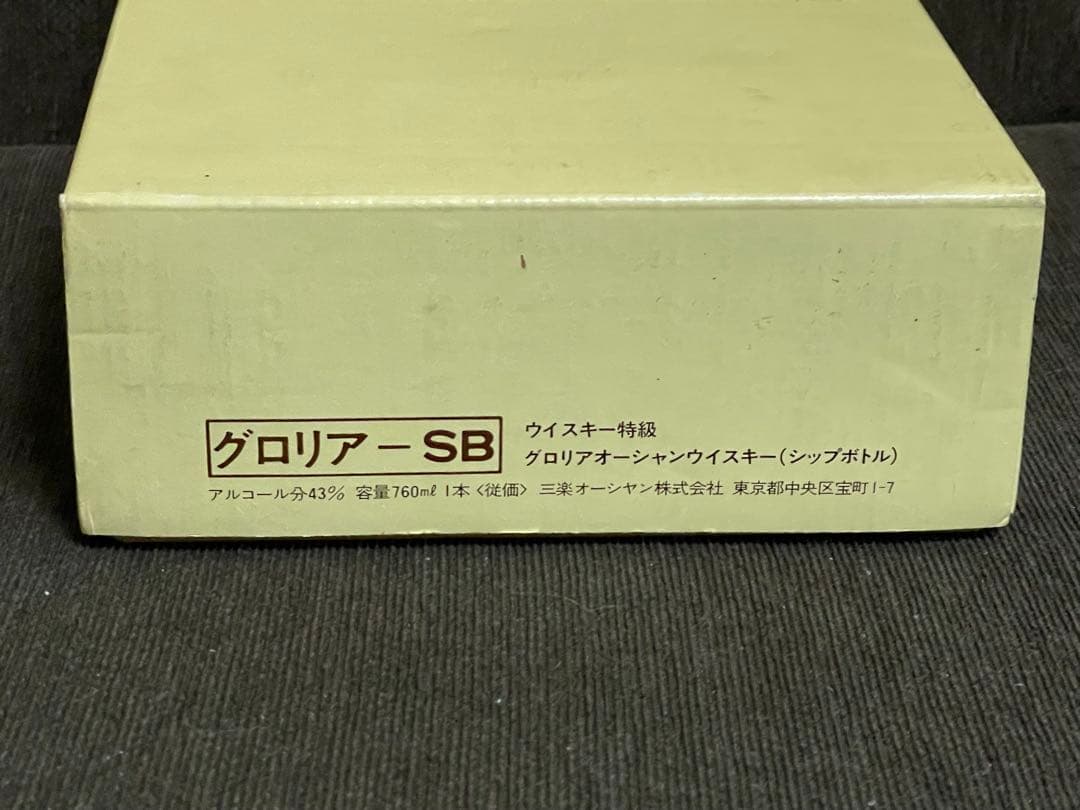 グロリアーSB
ウイスキー特級
グロリアオーシャンウイスキー(シップボトル)
アルコール分43% 容量760ml 1本〈従価〉 三楽オーシヤン株式会社 東京都中央区宝町1-7